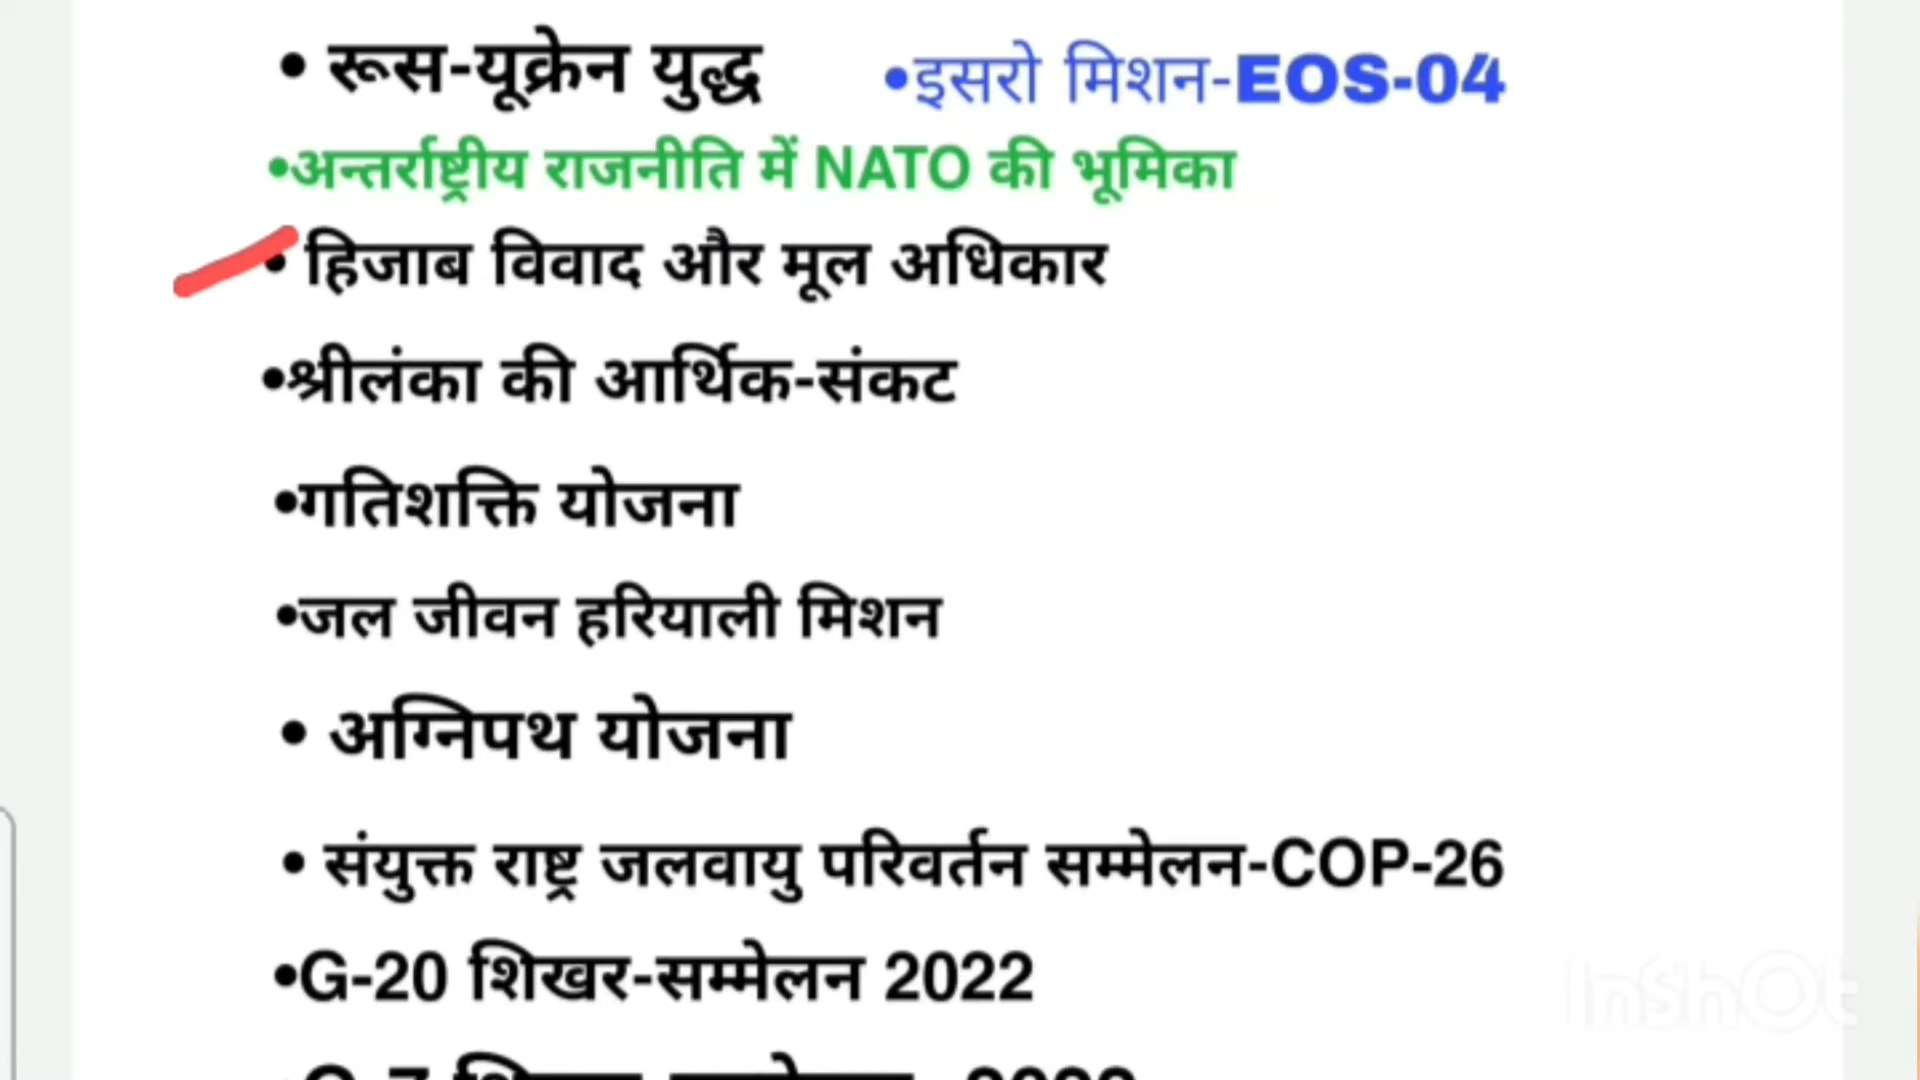 • रूस-यूक्रेन युद्ध •इसरो मिशन-EOS-04
•अन्तर्राष्ट्रीय राजनीति में NATO की भूमिका
• हिजाब विवाद और मूल अधिकार
•श्रीलंका की आर्थिक-संकट
•गतिशक्ति योजना
•जल जीवन हरियाली मिशन
• अग्निपथ योजना
• संयुक्त राष्ट्र जलवायु परिवर्तन सम्मेलन-COP-26
•G-20 शिखर-सम्मेलन 2022
InShOt